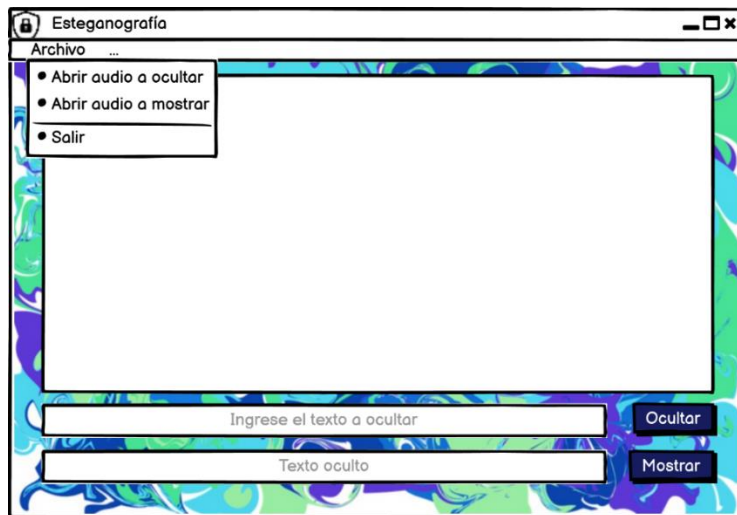 Esteganografía
Archivo ...
Abrir audio a ocultar
Abrir audio a mostrar
Salir
Ingrese el texto a ocultar
Ocultar
Texto oculto
Mostrar